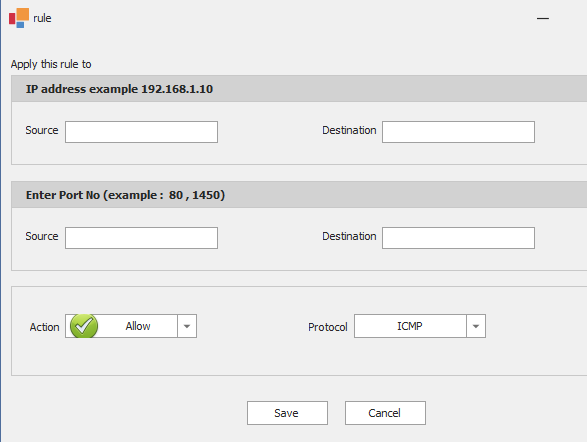 rule
Apply this rule to
IP address example 192.168.1.10
Source Destination
Enter Port No (example : 80 , 1450)
Source Destination
Action Allow Protocol ICMP
Save Cancel